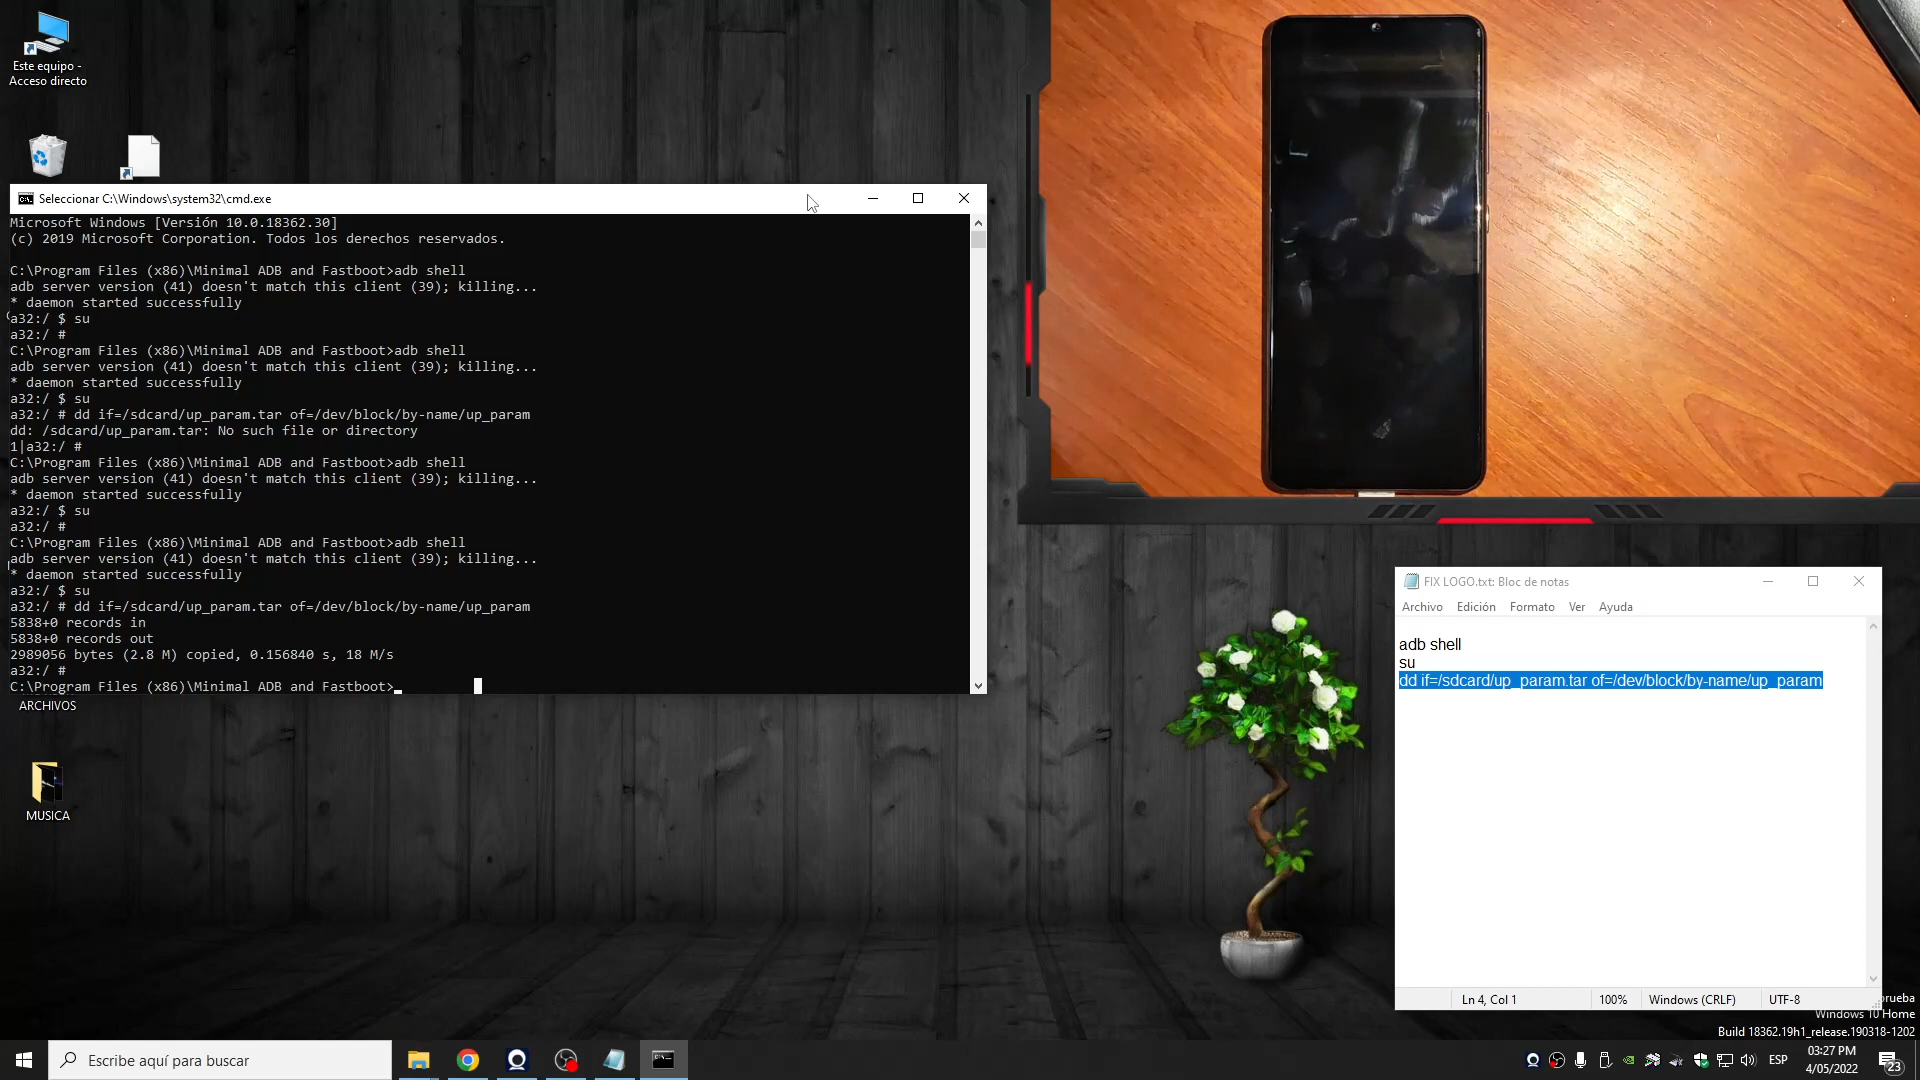 Este equipo -
Acceso directo
Seleccionar C:\Windows\system32\cmd.exe
Microsoft Windows [Versión 10.0.18362.30]
(c) 2019 Microsoft Corporation. Todos los derechos reservados.
C:\Program Files (x86)\Minimal ADB and Fastboot>adb shell
adb server version (41) doesn't match this client (39); killing...
* daemon started successfully
a32:/ $ su
a32:/ #
C:\Program Files (x86)\Minimal ADB and Fastboot>adb shell
adb server version (41) doesn't match this client (39); killing...
* daemon started successfully
a32:/ $ su
a32:/ # dd if=/sdcard/up_param.tar of=/dev/block/by-name/up_param
dd: /sdcard/up_param.tar: No such file or directory
1|a32:/ #
C:\Program Files (x86)\Minimal ADB and Fastboot>adb shell
adb server version (41) doesn't match this client (39); killing...
* daemon started successfully
a32:/ $ su
a32:/ #
C:\Program Files (x86)\Minimal ADB and Fastboot>adb shell
adb server version (41) doesn't match this client (39); killing...
* daemon started successfully
a32:/ $ su
a32:/ # dd if=/sdcard/up_param.tar of=/dev/block/by-name/up_param
5838+0 records in
5838+0 records out
2989056 bytes (2.8 M) copied, 0.156840 s, 18 M/s
a32:/ #
C:\Program Files (x86)\Minimal ADB and Fastboot>
ARCHIVOS
MUSICA
FIX LOGO.txt: Bloc de notas
Archivo Edición Formato Ver Ayuda
adb shell
su
dd if=/sdcard/up_param.tar of=/dev/block/by-name/up_param
Ln 4, Col 1 100% Windows (CRLF) UTF-8
prueba
Windows 10 Home
Build 18362.19h1_release.190318-1202
Escribe aquí para buscar
ESP
03:27 PM
4/05/2022
23